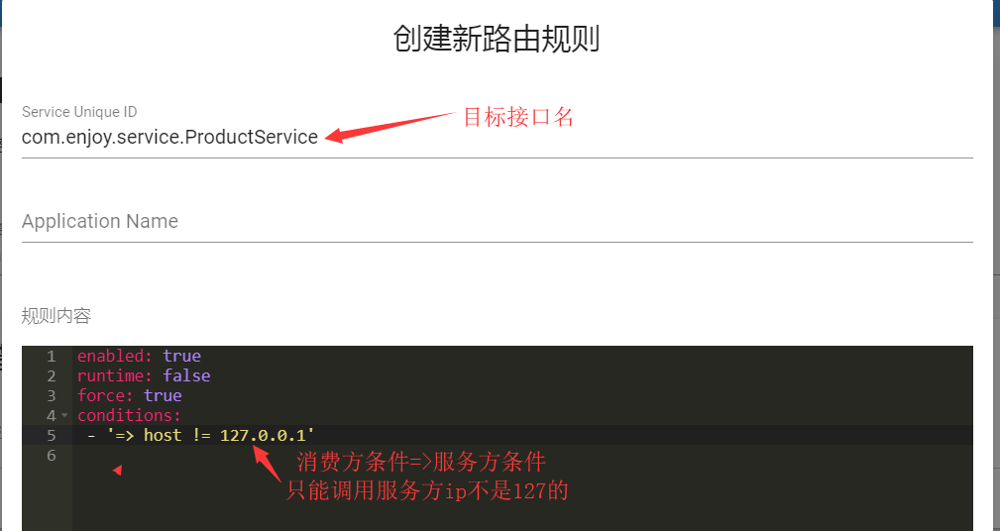 创建新路由规则
Service Unique ID
com.enjoy.service.ProductService
目标接口名
Application Name
规则内容
1 enabled: true
2 runtime: false
3 force: true
4 conditions:
5 - '=> host != 127.0.0.1'
6
消费方条件=>服务方条件
只能调用服务方ip不是127的